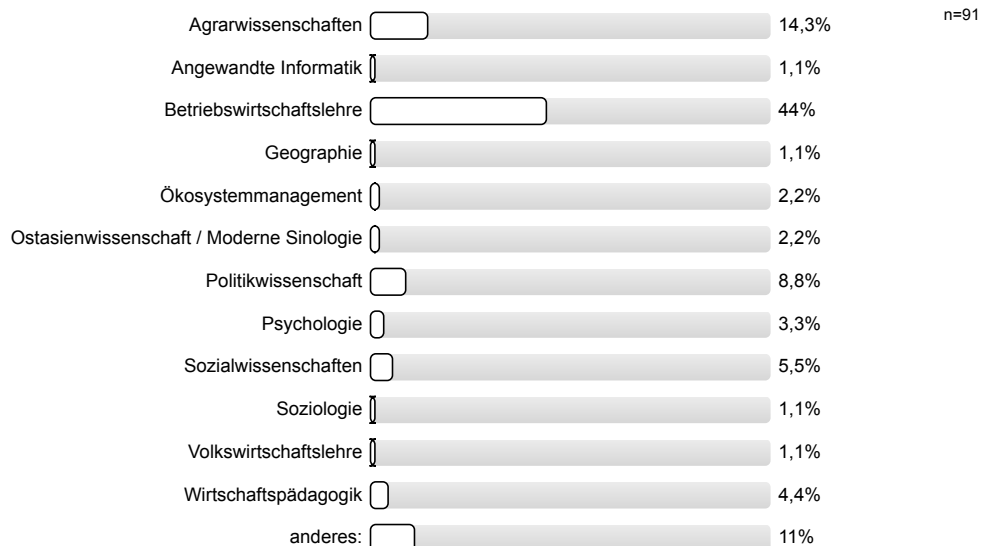 n=91
Agrarwissenschaften 14,3%
Angewandte Informatik 1,1%
Betriebswirtschaftslehre 44%
Geographie 1,1%
Ökosystemmanagement 2,2%
Ostasienwissenschaft / Moderne Sinologie 2,2%
Politikwissenschaft 8,8%
Psychologie 3,3%
Sozialwissenschaften 5,5%
Soziologie 1,1%
Volkswirtschaftslehre 1,1%
Wirtschaftspädagogik 4,4%
anderes: 11%